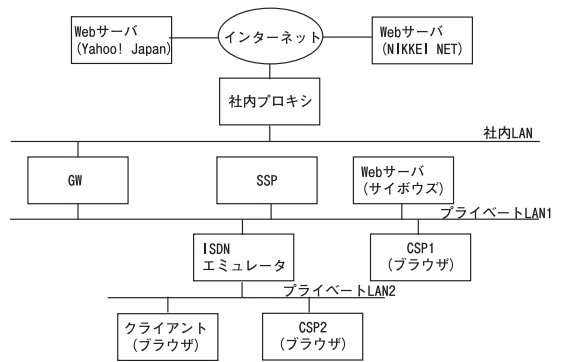 Webサーバ
(Yahoo! Japan)
インターネット
Webサーバ
(NIKKEI NET)
社内プロキシ
社内LAN
GW
SSP
Webサーバ
(サイボウズ)
プライベートLAN1
ISDN
エミュレータ
CSP1
(ブラウザ)
プライベートLAN2
クライアント
(ブラウザ)
CSP2
(ブラウザ)